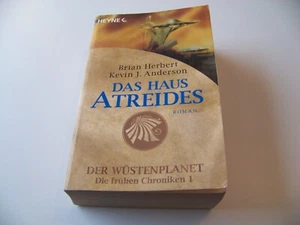 HEYNE
Brian Herbert
Kevin J. Anderson
DAS HAUS
ATREIDES
ROMAN
DER WÜSTENPLANET
Die frühen Chroniken 1